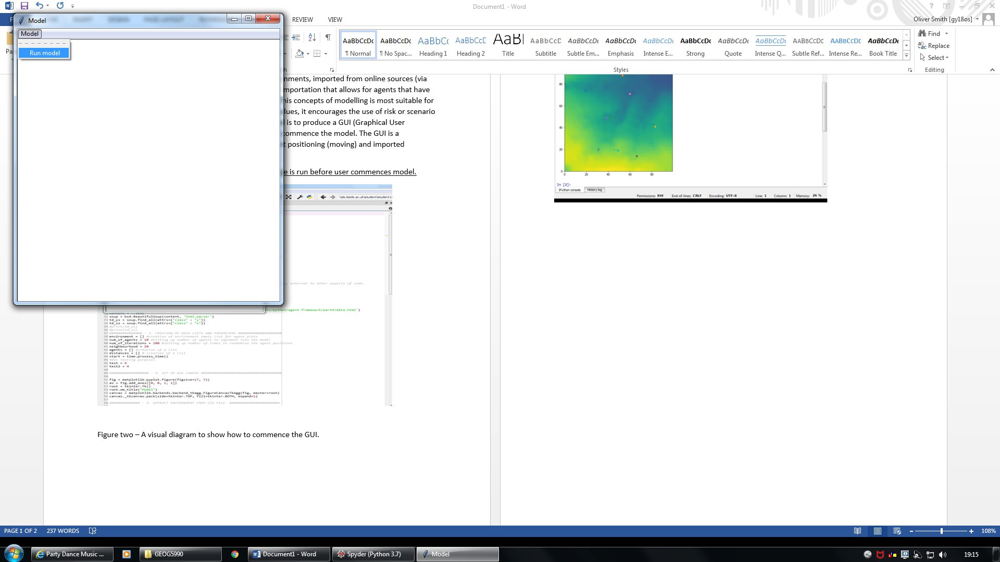 Document1 - Word
Model
REVIEW
VIEW
Oliver Smith [gy18os]
Model
Run model
AaBbCcDc AaBbCcDc AaBbCc AaBbCcD AaBl AaBbCcD AaBbCcDc AaBbCcDc AaBbCcDc AaBbCcDc AaBbCcDc AaBbCcDc AABBCCDE AABBCCDE AaBbCcDc
¶ Normal ¶ No Spac... Heading 1 Heading 2 Title Subtitle Subtle Em... Emphasis Intense E... Strong Quote Intense Q... Subtle Ref... Intense Re... Book Title
Styles
Find
Replace
Select
Editing
nments, imported from online sources (via
mportation that allows for agents that have
his concepts of modelling is most suitable for
lues, it encourages the use of risk or scenario
l is to produce a GUI (Graphical User
commence the model. The GUI is a
t positioning (moving) and imported
e is run before user commences model.
external to other aspects of code.
ls/python/agent-framework/part9/data.html')
32 soup = bs4.BeautifulSoup(content, 'html.parser')
33 td_ys = soup.find_all(attrs={"class" : "y"})
34 td_xs = soup.find_all(attrs={"class" : "x"})
35 #print(td_ys)
36 #print(td_xs)
37 ############### - 3. CREATION OF DATA LISTS AND PARAMETERS ####################
38 environment = [] #creation of environment empty list for agent plots
39 num_of_agents = 10 #setting up number of agents to impliment into the model
40 num_of_iterations = 100 #setting up number of times to randomise the agent positions
41 neighbourhood = 20
42 agents = [] #creation of a list
43 distances = [] # creation of a list
44 start = time.process_time()
45 #for testing purposes
46 test = 6
47 test2 = 4
48
49 ################## - 4. SET UP GUI CANVAS #####################################
50
51 fig = matplotlib.pyplot.figure(figsize=(7, 7))
52 ax = fig.add_axes([0, 0, 1, 1])
53 root = tkinter.Tk()
54 root.wm_title("Model")
55 canvas = matplotlib.backends.backend_tkagg.FigureCanvasTkAgg(fig, master=root)
56 canvas._tkcanvas.pack(side=tkinter.TOP, fill=tkinter.BOTH, expand=1)
57
58 ############## - 5. EXTRACT ENVIRONMENT FROM CSV FILE- #######################
Figure two – A visual diagram to show how to commence the GUI.
80
60
40
20
0
0 20 40 60 80
In [2]:
IPython console History log
Permissions: RW End-of-lines: CRLF Encoding: UTF-8 Line: 1 Column: 1 Memory: 26 %
PAGE 1 OF 2 237 WORDS
108%
Party Dance Music ...
GEOG5990
Document1 - Word
Spyder (Python 3.7)
Model
19:15